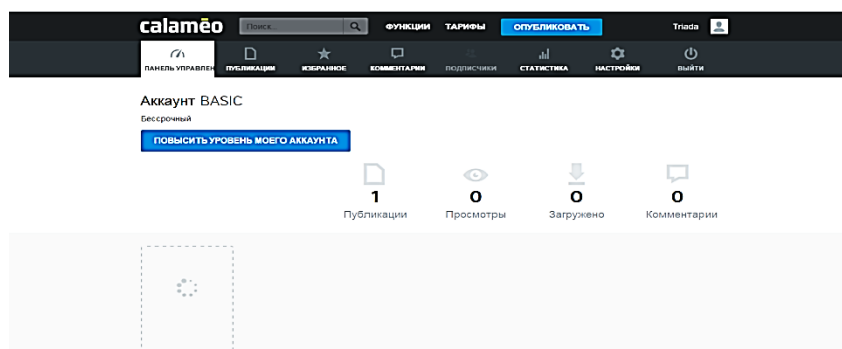 calamēo Поиск... ФУНКЦИИ ТАРИФЫ ОПУБЛИКОВАТЬ Triada
ПАНЕЛЬ УПРАВЛЕН ПУБЛИКАЦИИ ИЗБРАННОЕ КОММЕНТАРИИ ПОДПИСЧИКИ СТАТИСТИКА НАСТРОЙКИ ВЫЙТИ
Аккаунт BASIC
Бессрочный
ПОВЫСИТЬ УРОВЕНЬ МОЕГО АККАУНТА
1 0 0 0
Публикации Просмотры Загружено Комментарии